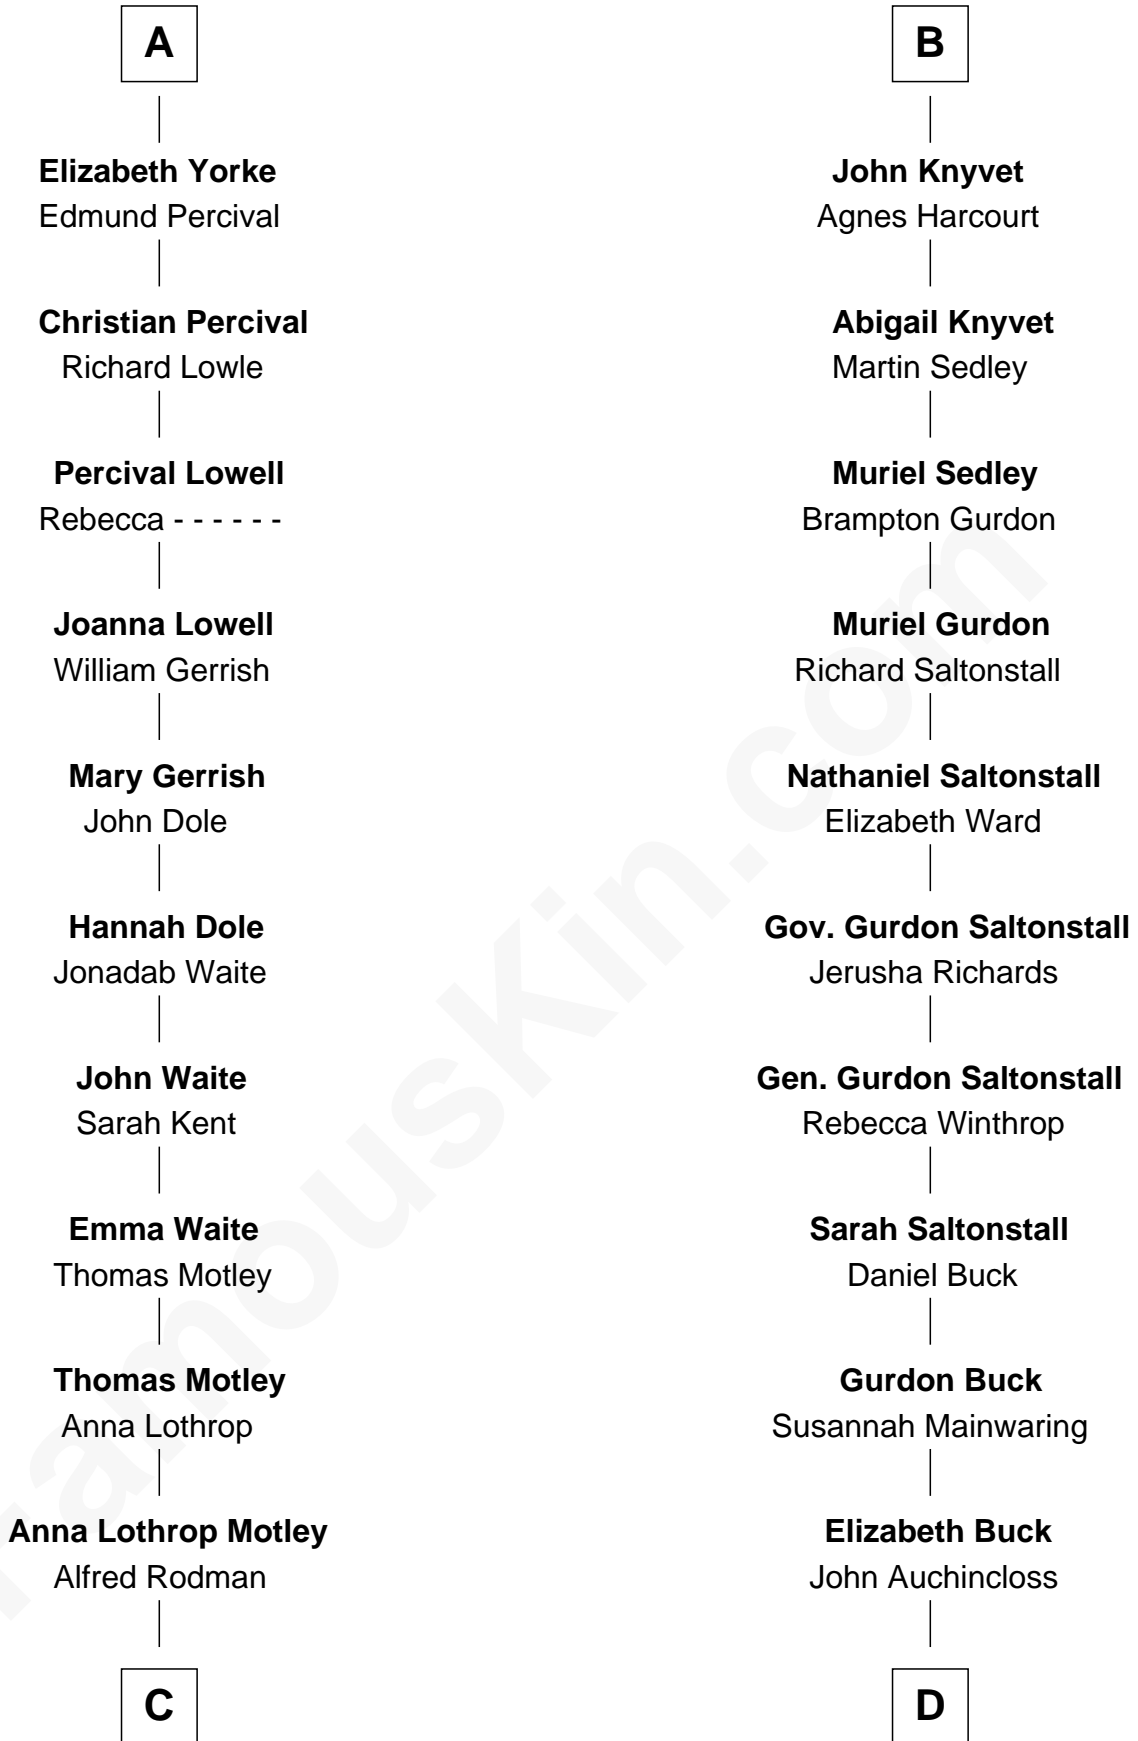 A
Elizabeth Yorke
Edmund Percival
Christian Percival
Richard Lowle
Percival Lowell
Rebecca - - - - - -
Joanna Lowell
William Gerrish
Mary Gerrish
John Dole
Hannah Dole
Jonadab Waite
John Waite
Sarah Kent
Emma Waite
Thomas Motley
Thomas Motley
Anna Lothrop
Anna Lothrop Motley
Alfred Rodman
C
B
John Knyvet
Agnes Harcourt
Abigail Knyvet
Martin Sedley
Muriel Sedley
Brampton Gurdon
Muriel Gurdon
Richard Saltonstall
Nathaniel Saltonstall
Elizabeth Ward
Gov. Gurdon Saltonstall
Jerusha Richards
Gen. Gurdon Saltonstall
Rebecca Winthrop
Sarah Saltonstall
Daniel Buck
Gurdon Buck
Susannah Mainwaring
Elizabeth Buck
John Auchincloss
D
FamousKin.com